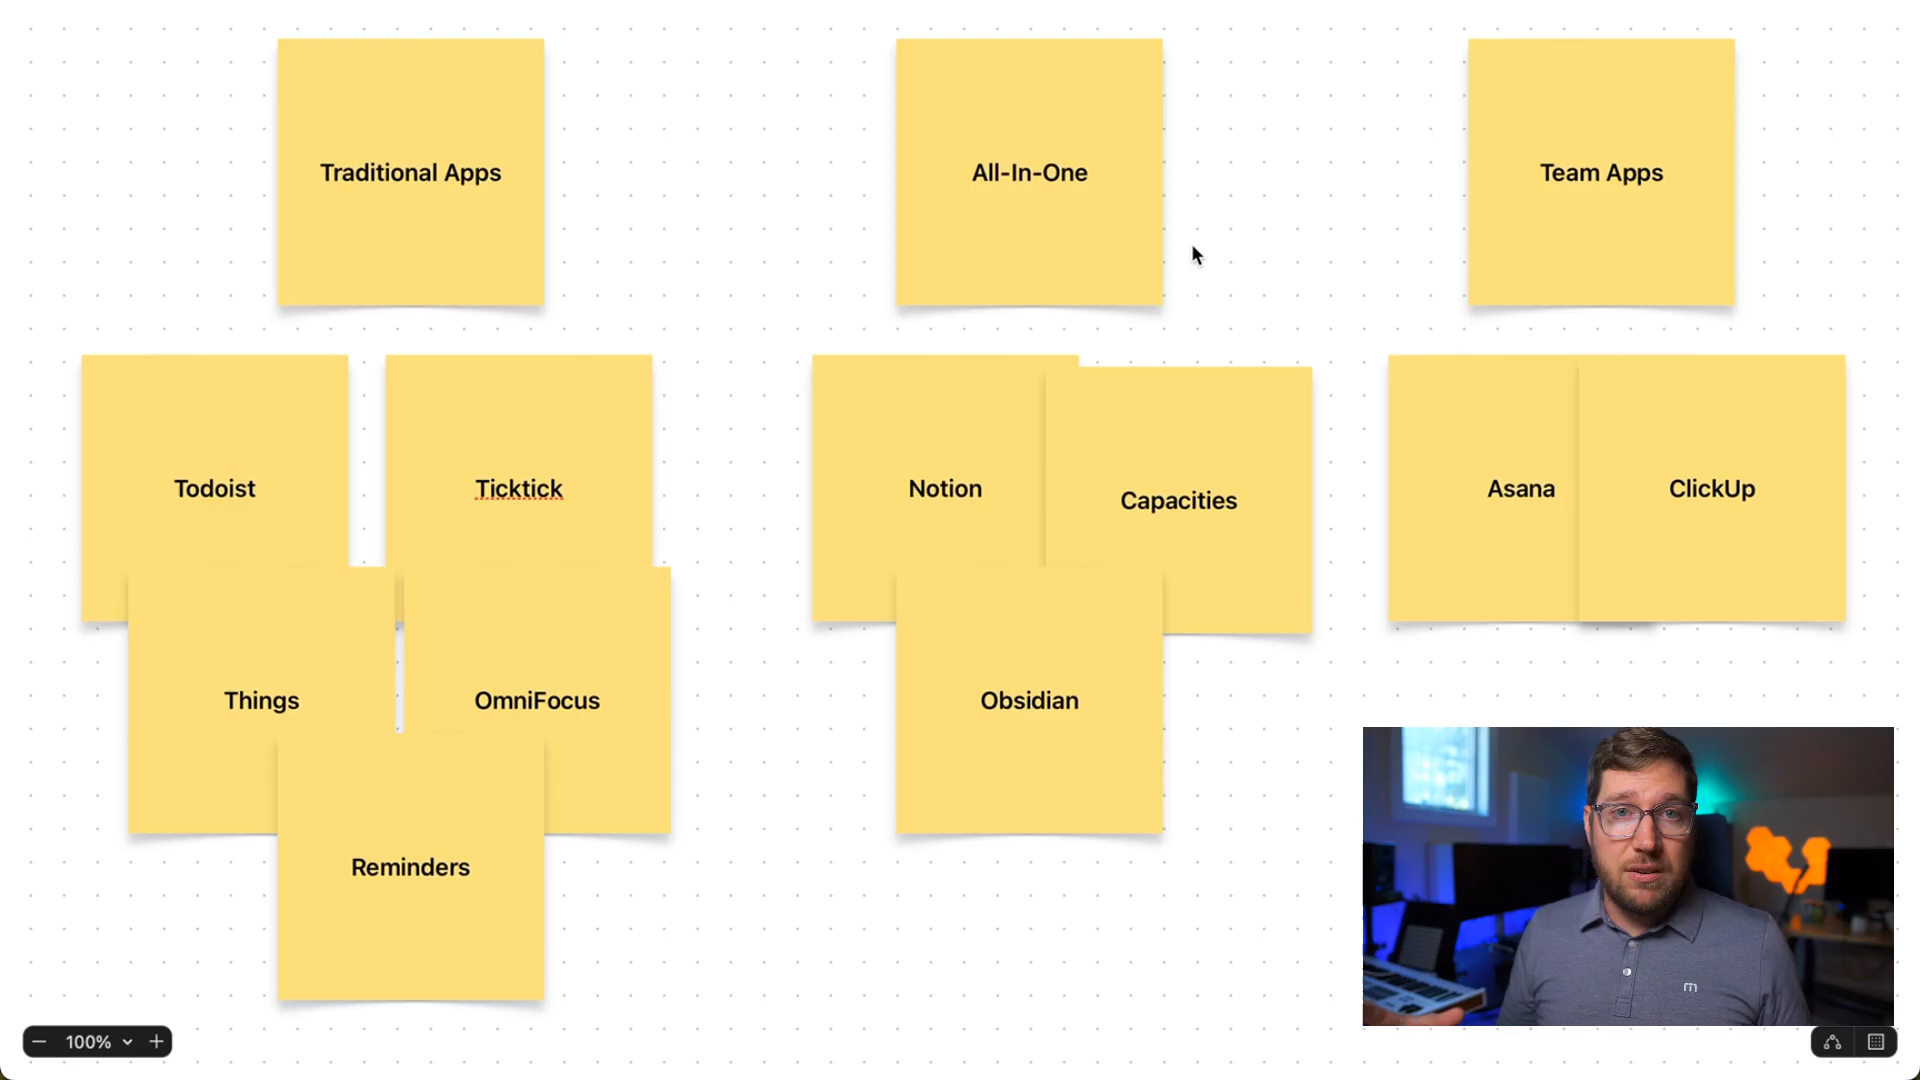 Traditional Apps
All-In-One
Team Apps
Todoist
Ticktick
Notion
Capacities
Asana
ClickUp
Things
OmniFocus
Obsidian
Reminders
100%